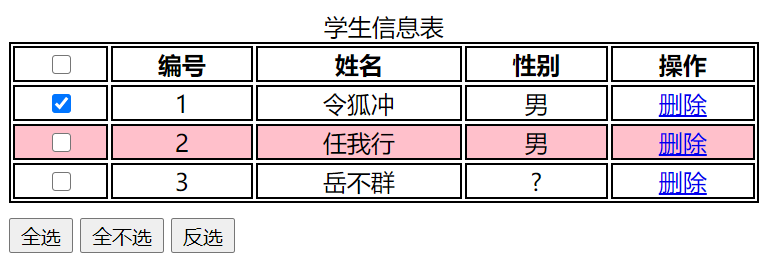 学生信息表
编号 姓名 性别 操作
1 令狐冲 男 删除
2 任我行 男 删除
3 岳不群 ? 删除
全选 全不选 反选